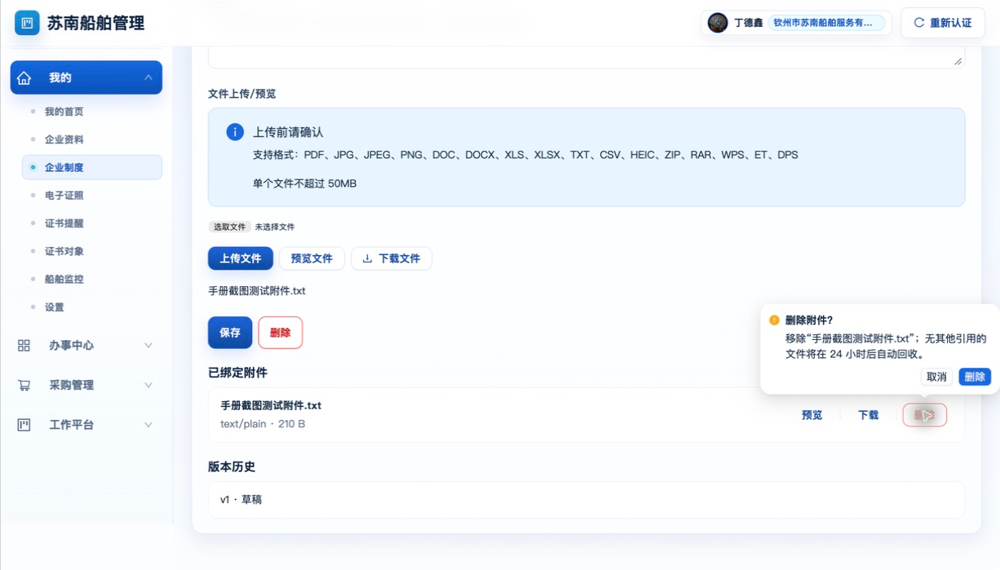 苏南船舶管理
丁德鑫 钦州市苏南船舶服务有...
重新认证
我的
我的首页
企业资料
企业制度
电子证照
证书提醒
证书对象
船舶监控
设置
办事中心
采购管理
工作平台
文件上传/预览
上传前请确认
支持格式：PDF、JPG、JPEG、PNG、DOC、DOCX、XLS、XLSX、TXT、CSV、HEIC、ZIP、RAR、WPS、ET、DPS
单个文件不超过 50MB
选取文件 未选择文件
上传文件 预览文件 下载文件
手册截图测试附件.txt
保存 删除
已绑定附件
手册截图测试附件.txt
text/plain · 210 B
预览 下载 删除
删除附件?
移除“手册截图测试附件.txt”；无其他引用的
文件将在 24 小时后自动回收。
取消 删除
版本历史
v1 · 草稿